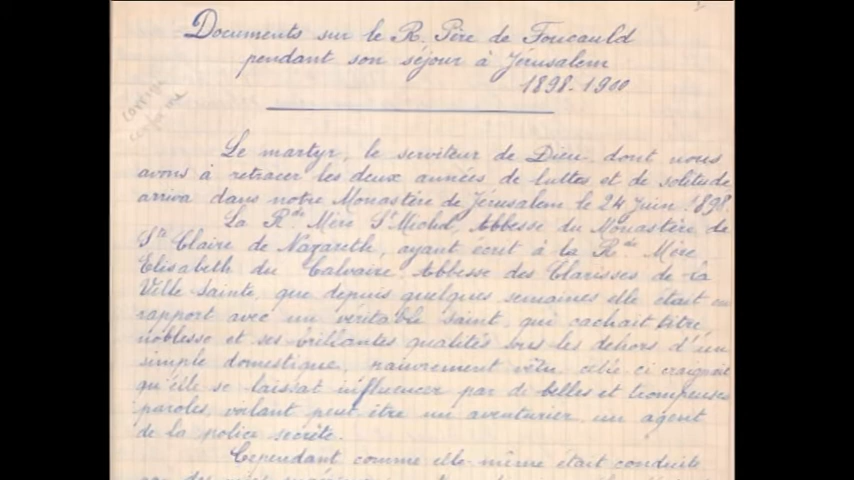 Documents sur le R. Père de Foucauld
pendant son séjour à Jérusalem
1898-1900
corrigé
conforme
Le martyr, le serviteur de Dieu dont nous
avons à retracer les deux années de luttes et de solitude
arriva dans notre Monastère de Jérusalem le 24 Juin 1898.
La Rde Mère St Michel, Abbesse du Monastère de
Ste Claire de Nazareth, ayant écrit à la Rde Mère
Elisabeth du Calvaire, Abbesse des Clarisses de la
Ville Sainte, que depuis quelques semaines elle était en
rapport avec un véritable saint, qui cachait titre,
noblesse et ses brillantes qualités sous les dehors d'un
simple domestique, pauvrement vêtu, celle ci craignait
qu'elle se laissat influencer par de belles et trompeuses
paroles, voilant peut être un aventurier, un agent
de la police secrète.
Cependant comme elle-même était conduite
par des